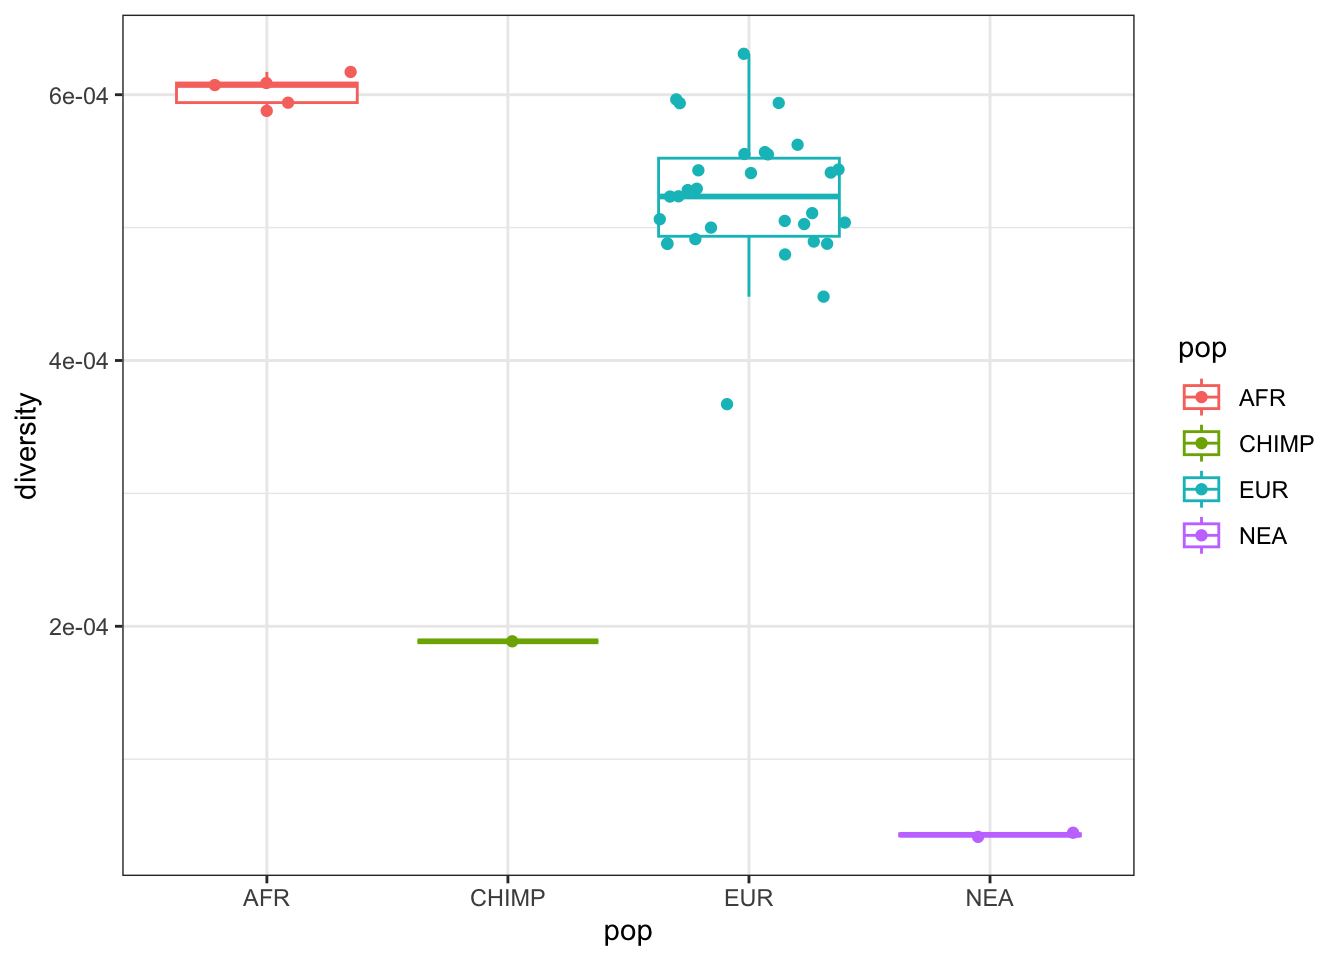 diversity
6e-04
4e-04
2e-04
AFR
CHIMP
EUR
NEA
pop
pop
AFR
CHIMP
EUR
NEA